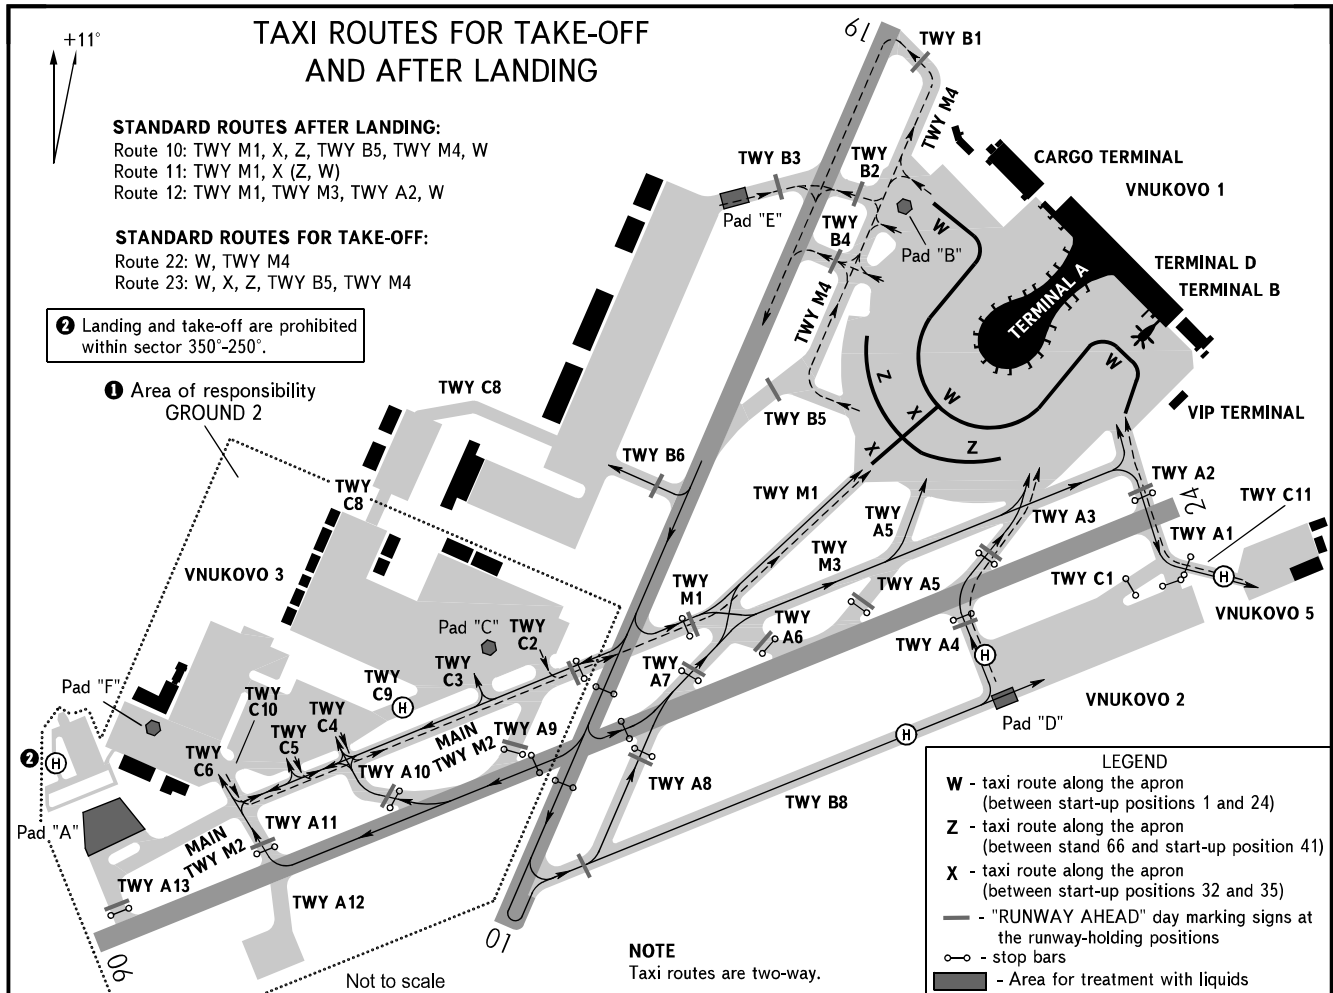 TAXI ROUTES FOR TAKE-OFF
AND AFTER LANDING
+11°
STANDARD ROUTES AFTER LANDING:
Route 10: TWY M1, X, Z, TWY B5, TWY M4, W
Route 11: TWY M1, X (Z, W)
Route 12: TWY M1, TWY M3, TWY A2, W
STANDARD ROUTES FOR TAKE-OFF:
Route 22: W, TWY M4
Route 23: W, X, Z, TWY B5, TWY M4
❷ Landing and take-off are prohibited
within sector 350°-250°.
❶ Area of responsibility
GROUND 2
19
TWY B1
TWY M4
CARGO TERMINAL
VNUKOVO 1
TWY B3
TWY
B2
Pad "E"
TWY
B4
Pad "B"
W
TERMINAL D
TERMINAL B
TERMINAL A
TWY M4
Z
W
W
X
VIP TERMINAL
TWY C8
TWY B5
X
Z
TWY B6
TWY
C8
TWY M1
TWY A2
24
TWY C11
TWY
A5
TWY A3
TWY A1
TWY
M3
VNUKOVO 3
TWY
M1
TWY A5
TWY C1
H
VNUKOVO 5
Pad "C"
TWY
C2
TWY
A6
TWY A4
H
TWY
C3
TWY
A7
Pad "F"
TWY
C9
H
TWY
C10
TWY
C4
VNUKOVO 2
Pad "D"
MAIN
TWY M2
TWY A9
H
TWY
C5
❷ H
TWY
C6
TWY A10
TWY A8
TWY B8
Pad "A"
TWY A11
MAIN
TWY M2
TWY A13
TWY A12
06
01
Not to scale
NOTE
Taxi routes are two-way.
LEGEND
W - taxi route along the apron
(between start-up positions 1 and 24)
Z - taxi route along the apron
(between stand 66 and start-up position 41)
X - taxi route along the apron
(between start-up positions 32 and 35)
- "RUNWAY AHEAD" day marking signs at
the runway-holding positions
- stop bars
- Area for treatment with liquids